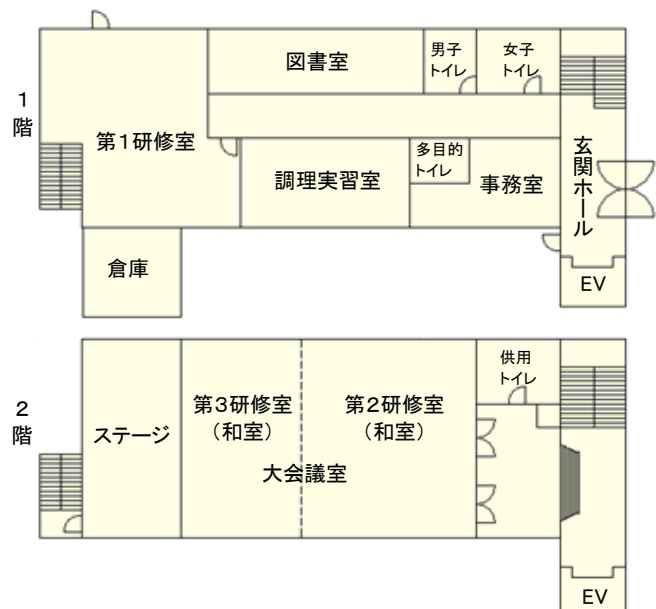 1
階
図書室
男子
トイレ
女子
トイレ
第1研修室
調理実習室
多目的
トイレ
事務室
玄関ホール
倉庫
EV
2
階
ステージ
第3研修室
（和室）
第2研修室
（和室）
大会議室
供用
トイレ
EV